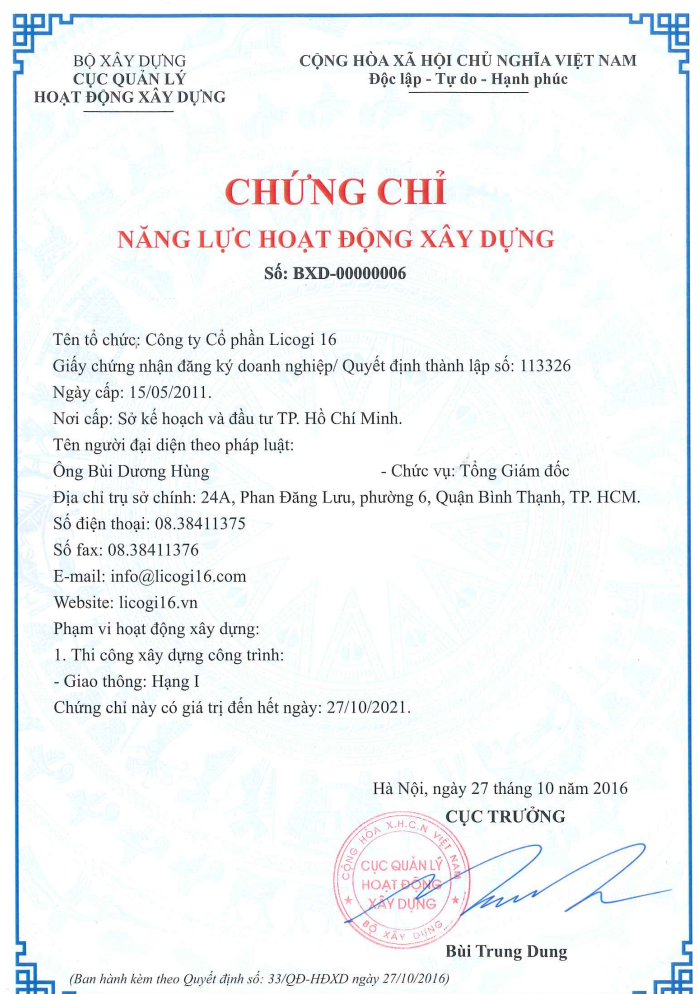 BỘ XÂY DỰNG
CỤC QUẢN LÝ
HOẠT ĐỘNG XÂY DỰNG
CỘNG HÒA XÃ HỘI CHỦ NGHĨA VIỆT NAM
Độc lập - Tự do - Hạnh phúc
CHỨNG CHỈ
NĂNG LỰC HOẠT ĐỘNG XÂY DỰNG
Số: BXD-00000006
Tên tổ chức: Công ty Cổ phần Licogi 16
Giấy chứng nhận đăng ký doanh nghiệp/ Quyết định thành lập số: 113326
Ngày cấp: 15/05/2011.
Nơi cấp: Sở kế hoạch và đầu tư TP. Hồ Chí Minh.
Tên người đại diện theo pháp luật:
Ông Bùi Dương Hùng - Chức vụ: Tổng Giám đốc
Địa chỉ trụ sở chính: 24A, Phan Đăng Lưu, phường 6, Quận Bình Thạnh, TP. HCM.
Số điện thoại: 08.38411375
Số fax: 08.38411376
E-mail: info@licogi16.com
Website: licogi16.vn
Phạm vi hoạt động xây dựng:
1. Thi công xây dựng công trình:
- Giao thông: Hạng I
Chứng chỉ này có giá trị đến hết ngày: 27/10/2021.
Hà Nội, ngày 27 tháng 10 năm 2016
CỤC TRƯỞNG
CỘNG HÒA X.H.C.N VIỆT NAM
CỤC QUẢN LÝ
HOẠT ĐỘNG
XÂY DỰNG
BỘ XÂY DỰNG
Bùi Trung Dung
(Ban hành kèm theo Quyết định số: 33/QĐ-HĐXD ngày 27/10/2016)